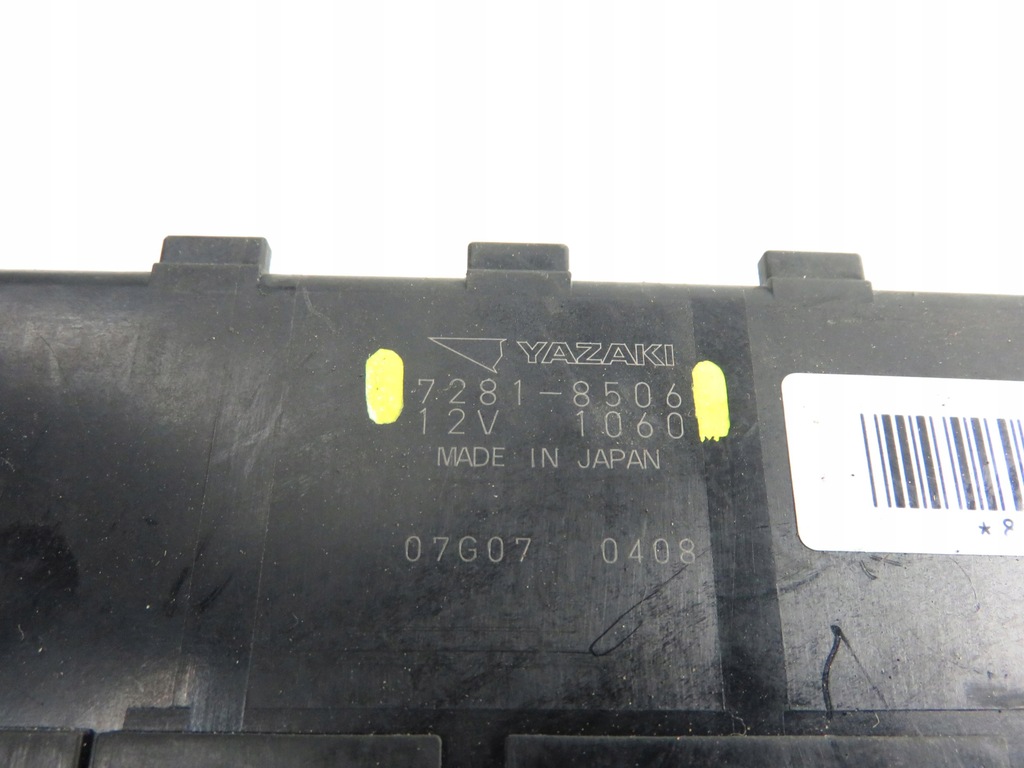 YAZAKI
7281-8506
12V 1060
MADE IN JAPAN
07G07 0408